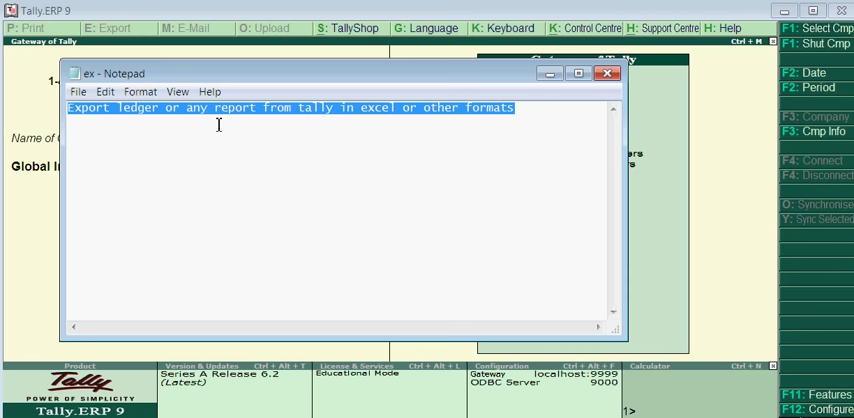 Tally.ERP 9
P: Print E: Export M: E-Mail O: Upload S: TallyShop G: Language K: Keyboard K: Control Centre H: Support Centre H: Help
F1: Select Cmp
Gateway of Tally Ctrl + M
F1: Shut Cmp
F2: Date
F2: Period
F3: Company
F3: Cmp Info
F4: Connect
F4: Disconnect
O: Synchronise
Y: Sync Selected
ex - Notepad
File Edit Format View Help
Export ledger or any report from tally in excel or other formats
Name of
Global
Product
Tally
POWER OF SIMPLICITY
Tally.ERP 9
Version & Updates Ctrl + Alt + T
Series A Release 6.2
(Latest)
License & Services Ctrl + Alt + L
Educational Mode
Configuration Ctrl + Alt + F
Gateway localhost:9999
ODBC Server 9000
Calculator Ctrl + N
1>
F11: Features
F12: Configure